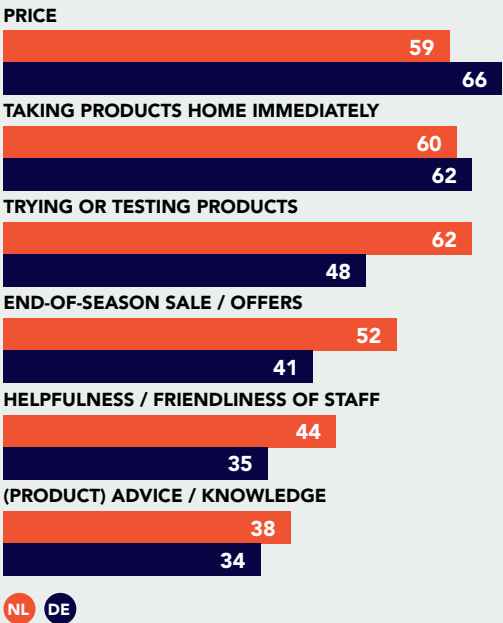 PRICE
59
66
TAKING PRODUCTS HOME IMMEDIATELY
60
62
TRYING OR TESTING PRODUCTS
62
48
END-OF-SEASON SALE / OFFERS
52
41
HELPFULNESS / FRIENDLINESS OF STAFF
44
35
(PRODUCT) ADVICE / KNOWLEDGE
38
34
NL DE